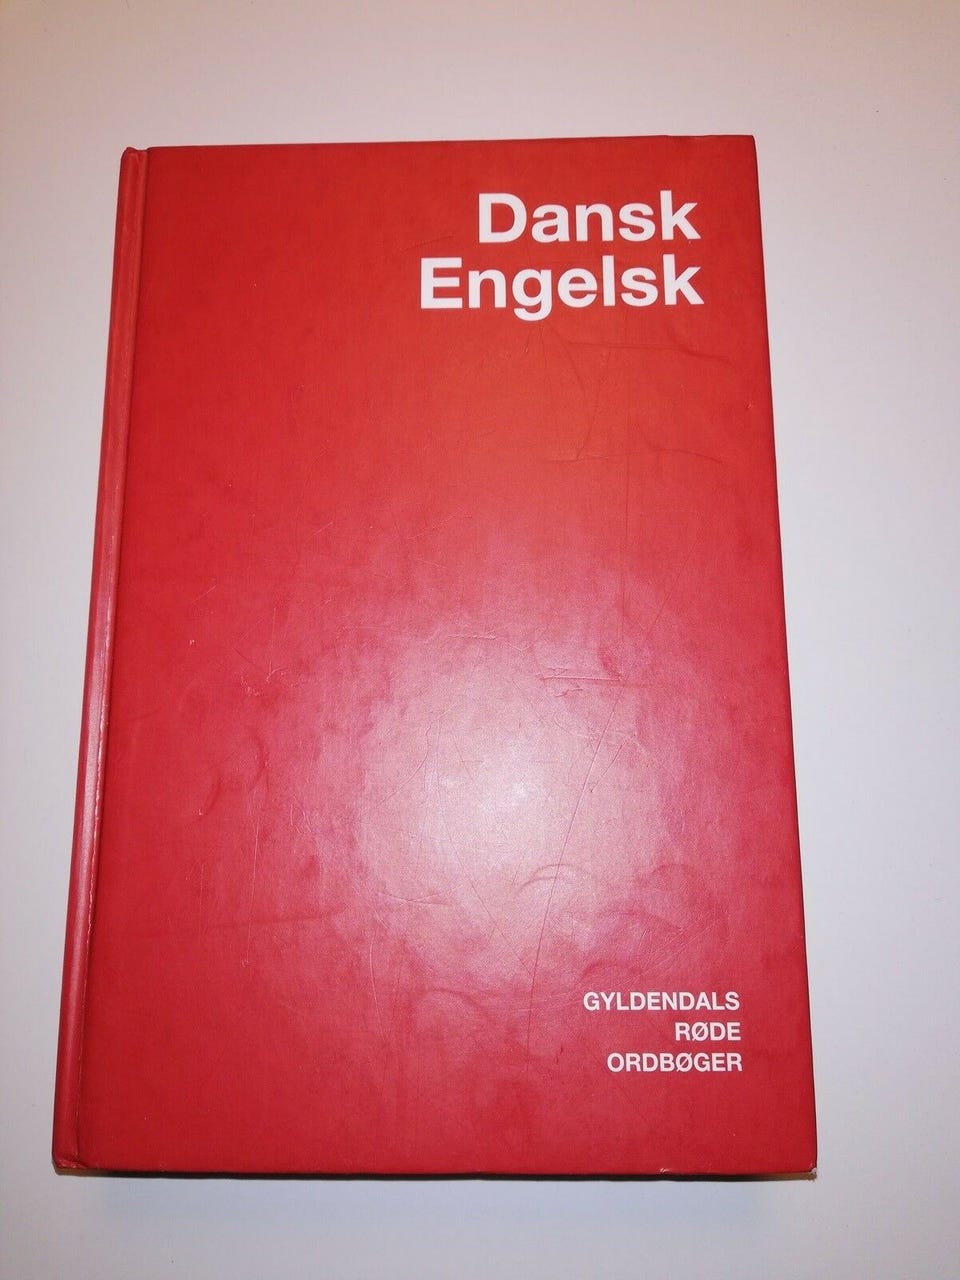 Dansk
Engelsk
GYLDENDALS
RØDE
ORDBØGER